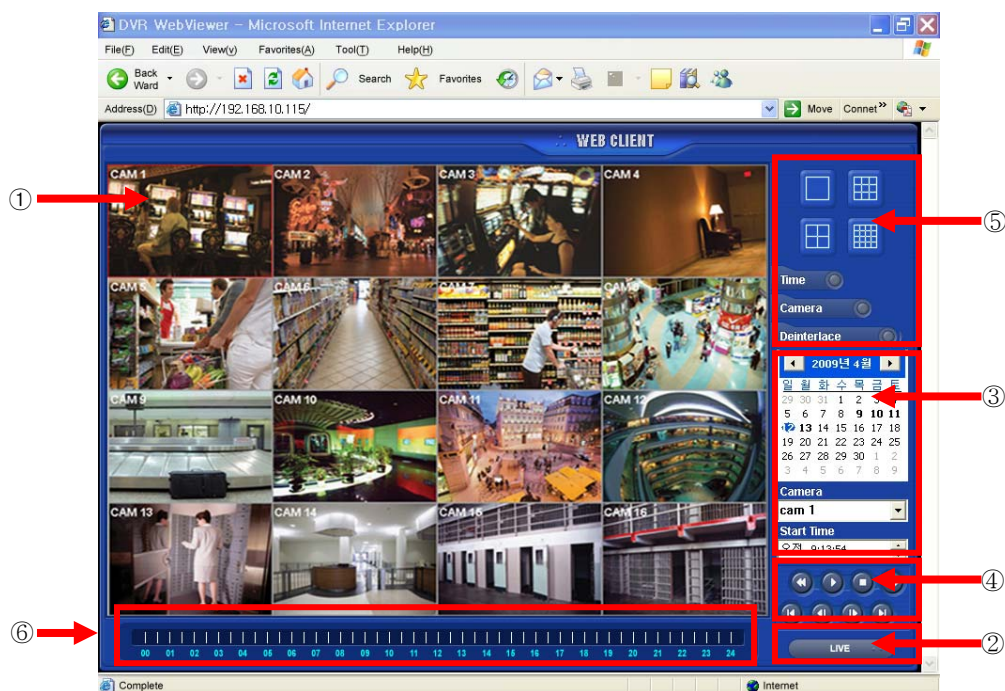 DVR WebViewer - Microsoft Internet Explorer
File(F) Edit(E) View(v) Favorites(A) Tool(T) Help(H)
Back Ward Search Favorites
Address(D) http://192.168.10.115/ Move Connet »
WEB CLIENT
①
CAM 1 CAM 2 CAM 3 CAM 4
⑤
Time
Camera
Deinterlace
CAM 5 CAM 6 CAM 7
2009년 4월
일 월 화 수 목 금 토
③
29 30 31 1 2 3
5 6 7 8 9 10 11
12 13 14 15 16 17 18
19 20 21 22 23 24 25
26 27 28 29 30 1 2
3 4 5 6 7 8 9
CAM 9 CAM 10 CAM 11 CAM 12
Camera
cam 1
Start Time
오전 9:13:54
CAM 13 CAM 14 CAM 15 CAM 16
④
⑥
00 01 02 03 04 05 06 07 08 09 10 11 12 13 14 15 16 17 18 19 20 21 22 23 24
LIVE
②
Complete Internet